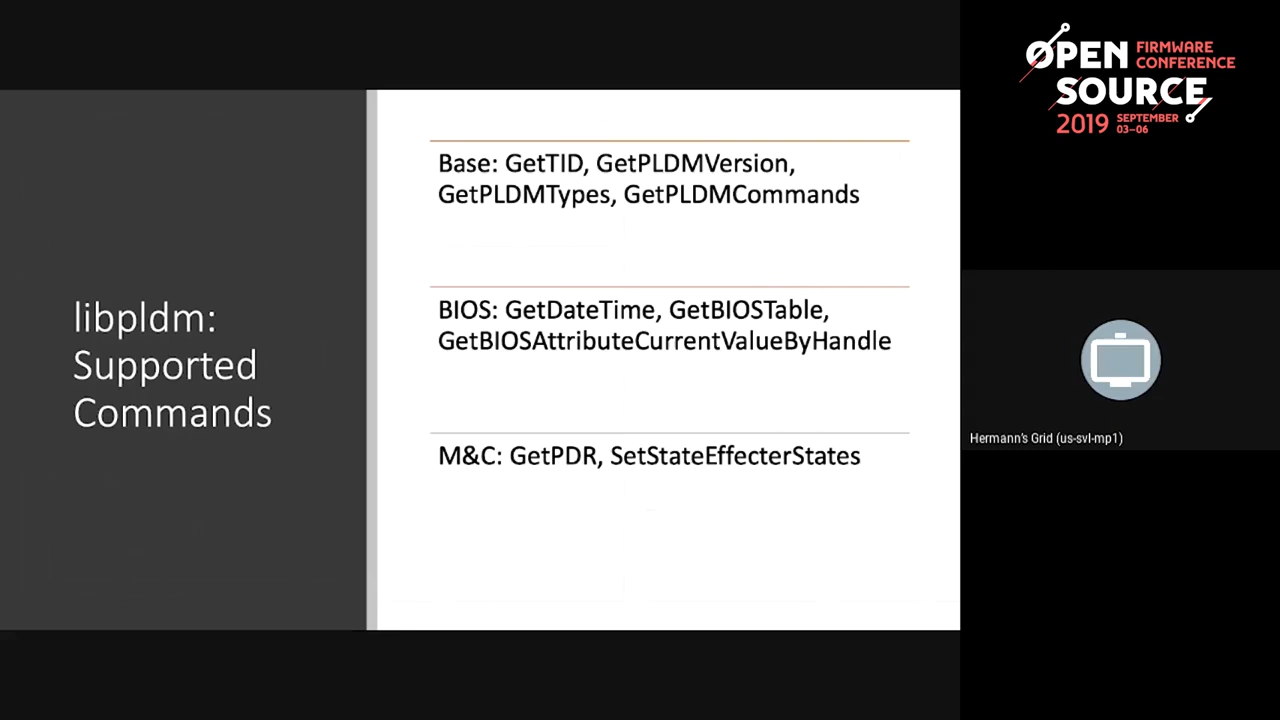 libpldm:
Supported
Commands
Base: GetTID, GetPLDMVersion,
GetPLDMTypes, GetPLDMCommands
BIOS: GetDateTime, GetBIOSTable,
GetBIOSAttributeCurrentValueByHandle
M&C: GetPDR, SetStateEffecterStates
OPEN FIRMWARE
CONFERENCE
SOURCE
2019 SEPTEMBER
03–06
Hermann's Grid (us-svl-mp1)